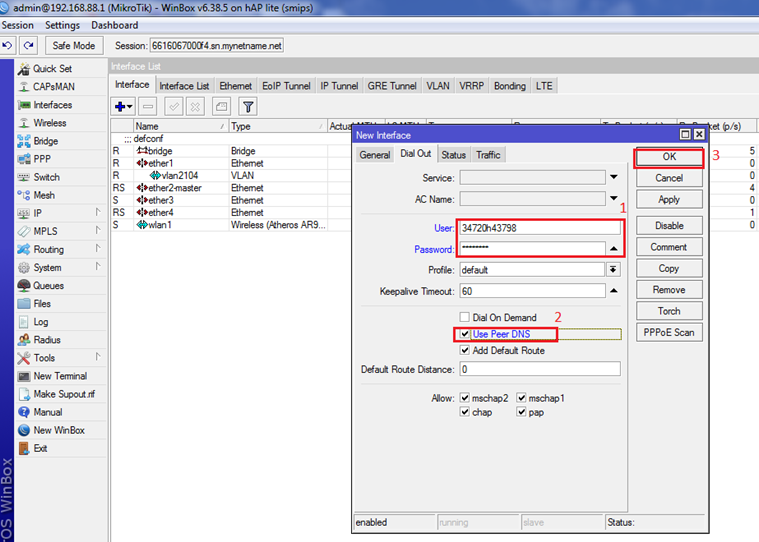 admin@192.168.88.1 (MikroTik) - WinBox v6.38.5 on hAP lite (smips)
Session Settings Dashboard
Safe Mode Session: 6616067000f4.sn.mynetname.net
Quick Set
CAPsMAN
Interfaces
Wireless
Bridge
PPP
Switch
Mesh
IP
MPLS
Routing
System
Queues
Files
Log
Radius
Tools
New Terminal
Make Supout.rif
Manual
New WinBox
Exit
OS WinBox
Interface List
Interface Interface List Ethernet EoIP Tunnel IP Tunnel GRE Tunnel VLAN VRRP Bonding LTE
Name Type (p/s)
;;; defconf
R bridge Bridge 5
R ether1 Ethernet 0
R vlan2104 VLAN 0
RS ether2-master Ethernet 4
S ether3 Ethernet 0
RS ether4 Ethernet 1
S wlan1 Wireless (Atheros AR9... 0
New Interface
General Dial Out Status Traffic
Service:
AC Name:
1
User: 34720h43798
Password: ********
Profile: default
Keepalive Timeout: 60
Dial On Demand 2
Use Peer DNS
Add Default Route
Default Route Distance: 0
Allow: mschap2 mschap1
chap pap
OK 3
Cancel
Apply
Disable
Comment
Copy
Remove
Torch
PPPoE Scan
enabled running slave Status: